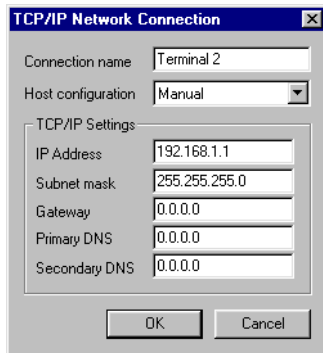 TCP/IP Network Connection
Connection name Terminal 2
Host configuration Manual
TCP/IP Settings
IP Address 192.168.1.1
Subnet mask 255.255.255.0
Gateway 0.0.0.0
Primary DNS 0.0.0.0
Secondary DNS 0.0.0.0
OK Cancel